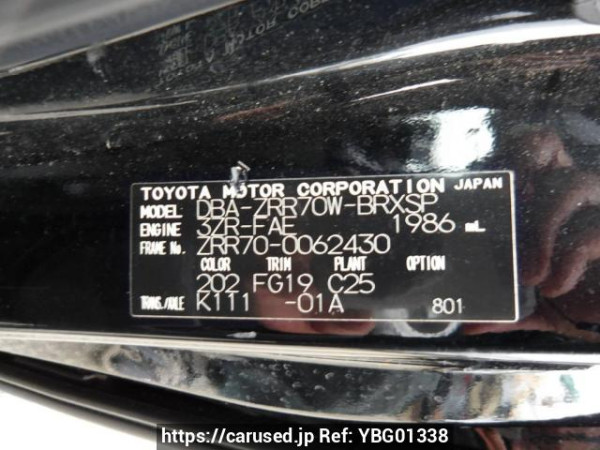 TOYOTA MOTOR CORPORATION JAPAN
MODEL DBA-ZRR70W-BRXSP
ENGINE 3ZR-FAE 1986 mL
FRAME No. ZRR70-0062430
COLOR TRIM PLANT OPTION
202 FG19 C25
TRANS./AXLE K111 -01A 801
https://carused.jp Ref: YBG01338